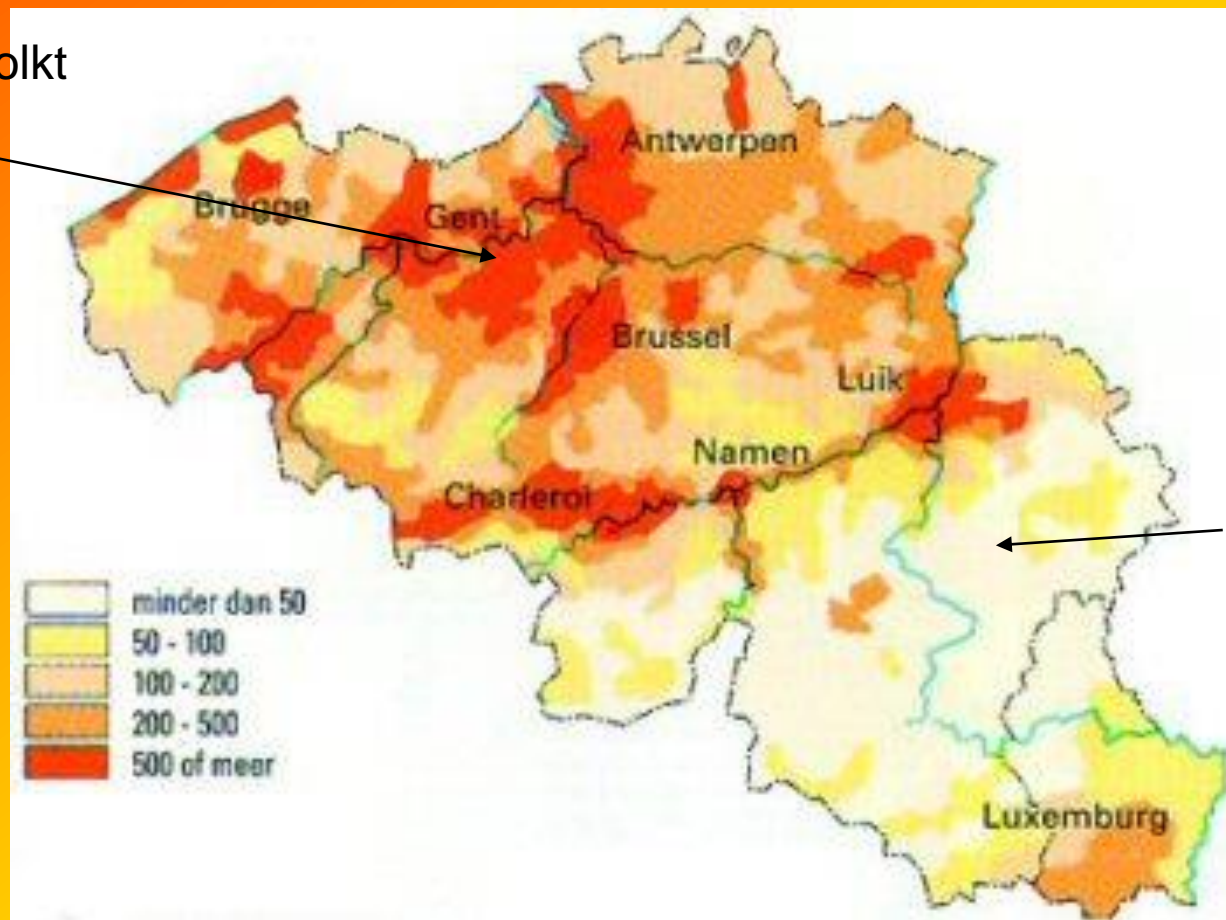 olkt
Antwerpen
Brugge
Gent
Brussel
Luik
Namen
Charleroi
minder dan 50
50 - 100
100 - 200
200 - 500
500 of meer
Luxemburg